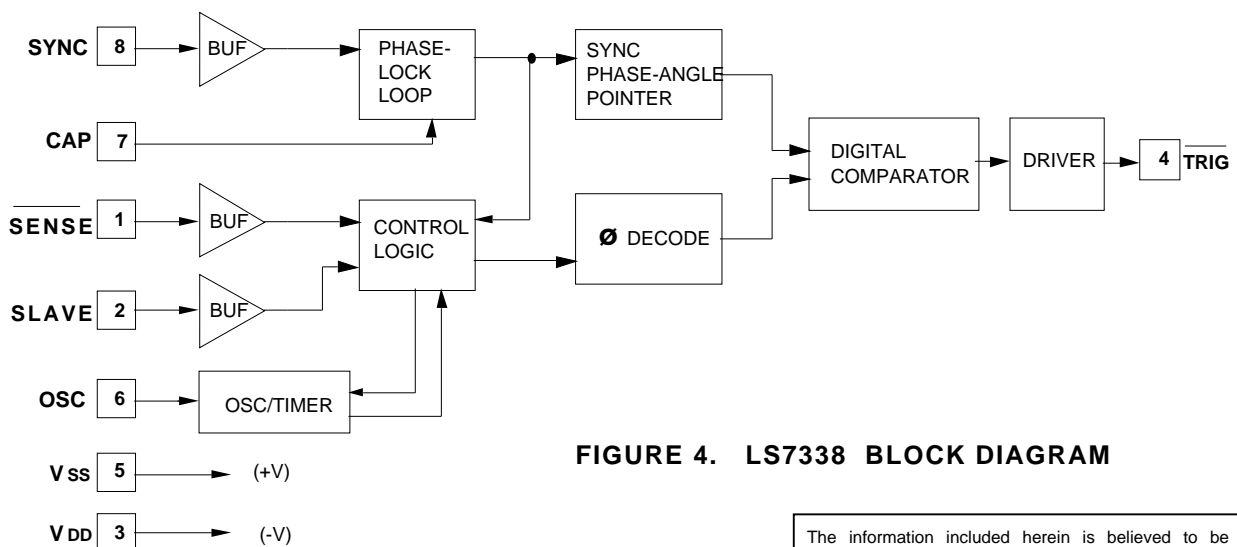 SYNC 8 BUF
PHASE-
LOCK
LOOP
SYNC
PHASE-ANGLE
POINTER
CAP 7
DIGITAL
COMPARATOR
DRIVER
4 TRIG
SENSE 1 BUF
CONTROL
LOGIC
Ø DECODE
SLAVE 2 BUF
OSC 6 OSC/TIMER
VSS 5 (+V)
VDD 3 (-V)
FIGURE 4. LS7338 BLOCK DIAGRAM
The information included herein is believed to be